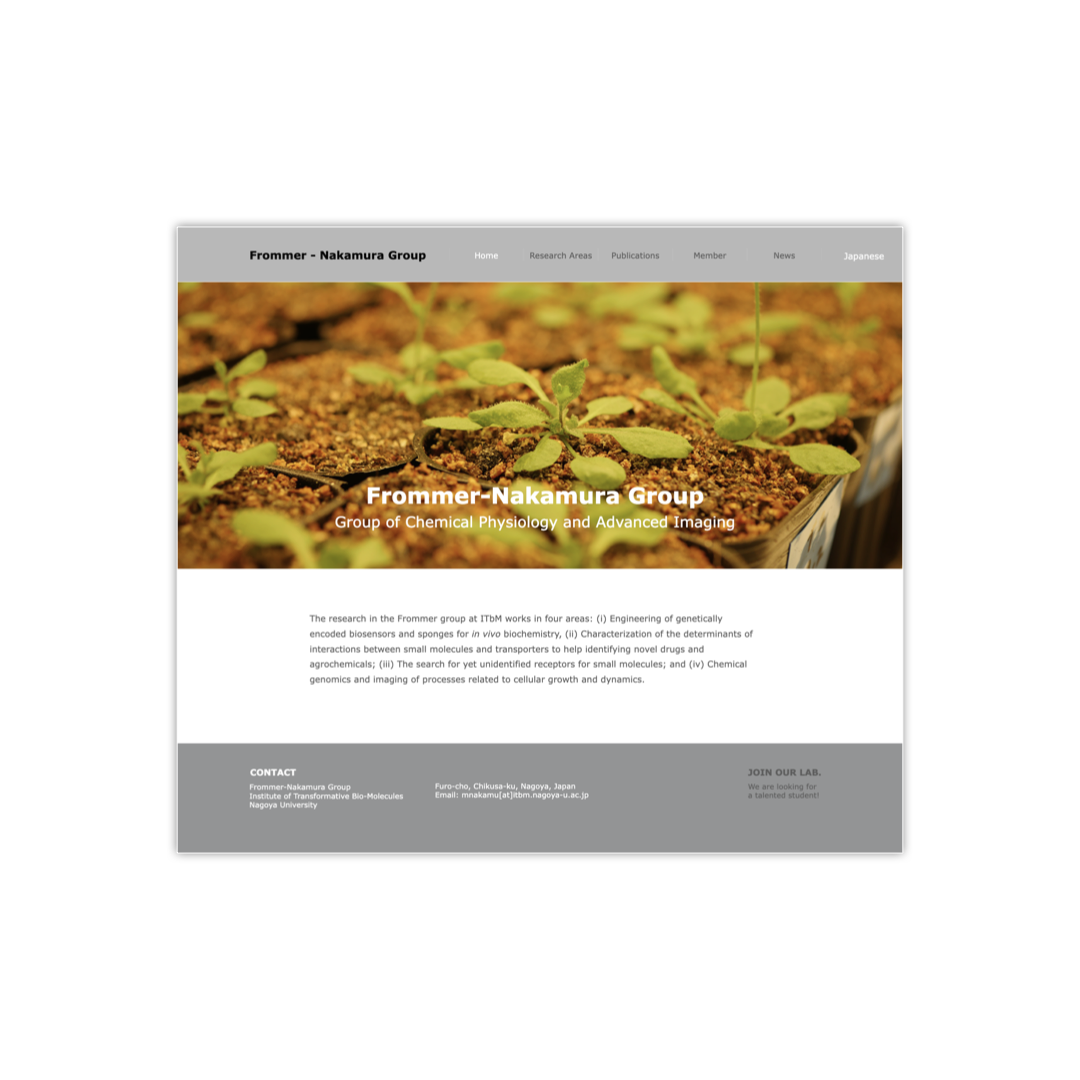 Frommer - Nakamura Group
Home
Research Areas
Publications
Member
News
Japanese
Frommer-Nakamura Group
Group of Chemical Physiology and Advanced Imaging
The research in the Frommer group at ITbM works in four areas: (i) Engineering of genetically
encoded biosensors and sponges for in vivo biochemistry, (ii) Characterization of the determinants of
interactions between small molecules and transporters to help identifying novel drugs and
agrochemicals; (iii) The search for yet unidentified receptors for small molecules; and (iv) Chemical
genomics and imaging of processes related to cellular growth and dynamics.
CONTACT
Frommer-Nakamura Group
Institute of Transformative Bio-Molecules
Nagoya University
Furo-cho, Chikusa-ku, Nagoya, Japan
Email: mnakamu[at]itbm.nagoya-u.ac.jp
JOIN OUR LAB.
We are looking for
a talented student!